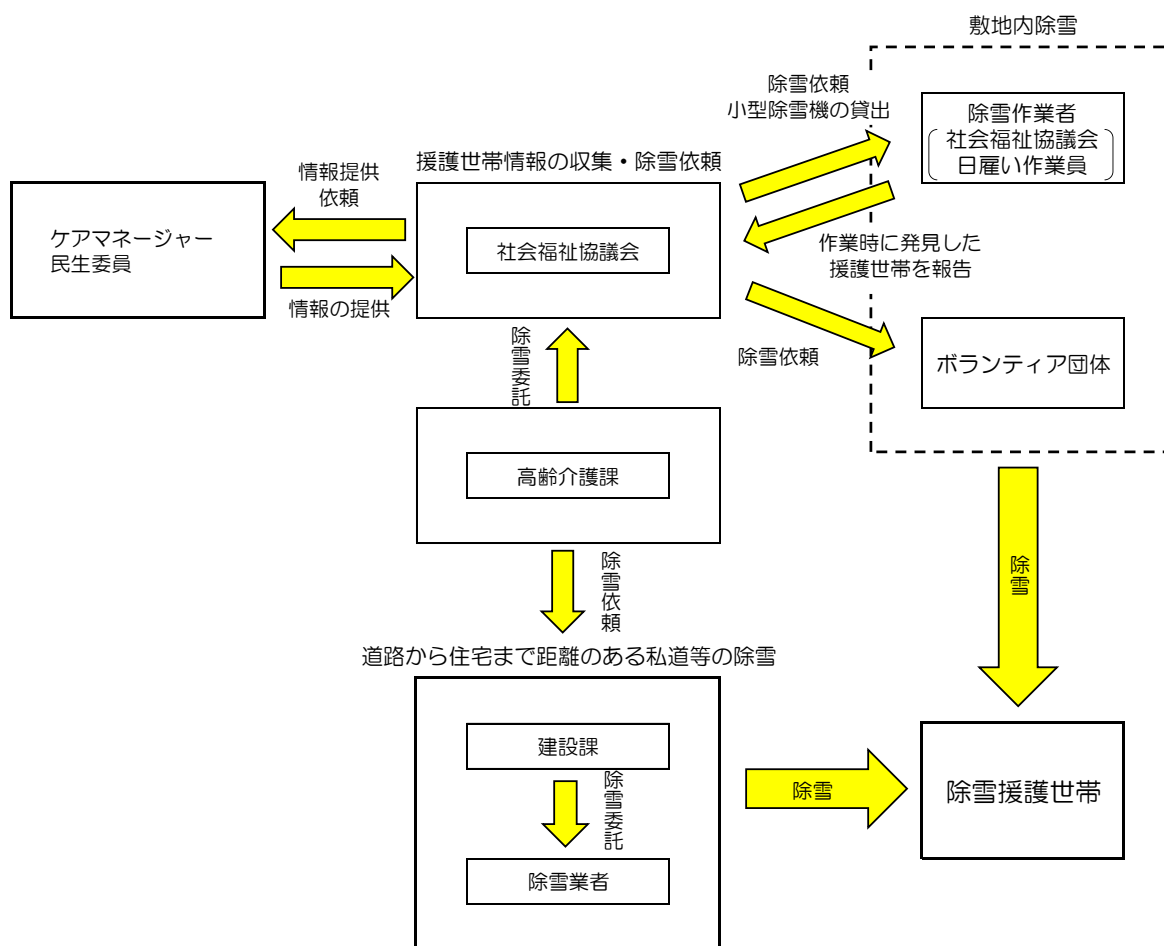 敷地内除雪
除雪依頼
小型除雪機の貸出
除雪作業者
社会福祉協議会
日雇い作業員
援護世帯情報の収集・除雪依頼
情報提供
依頼
ケアマネージャー
民生委員
社会福祉協議会
作業時に発見した
援護世帯を報告
情報の提供
除雪委託
除雪依頼
ボランティア団体
高齢介護課
除雪依頼
除雪
道路から住宅まで距離のある私道等の除雪
建設課
除雪委託
除雪
除雪援護世帯
除雪業者